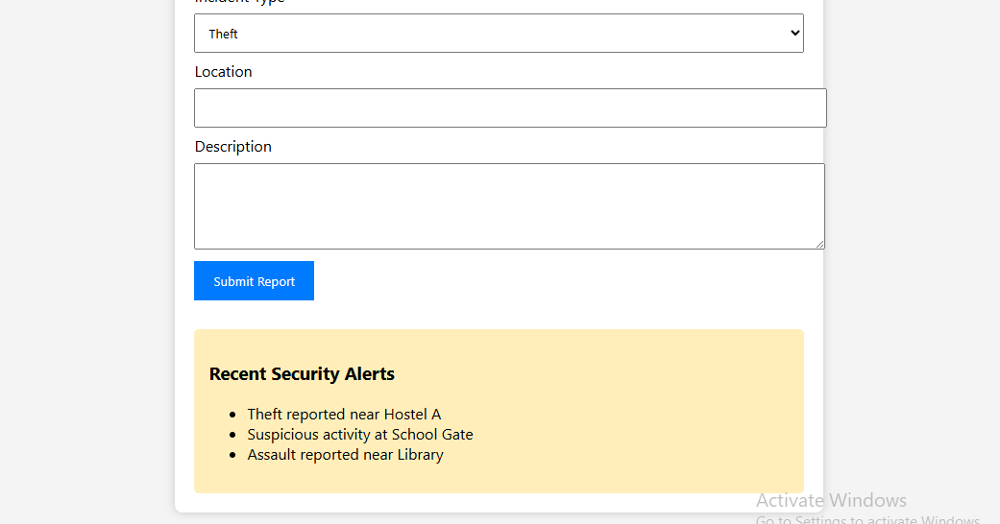 Incident Type
Theft
Location
Description
Submit Report
Recent Security Alerts
Theft reported near Hostel A
Suspicious activity at School Gate
Assault reported near Library
Activate Windows
Go to Settings to activate Windows.